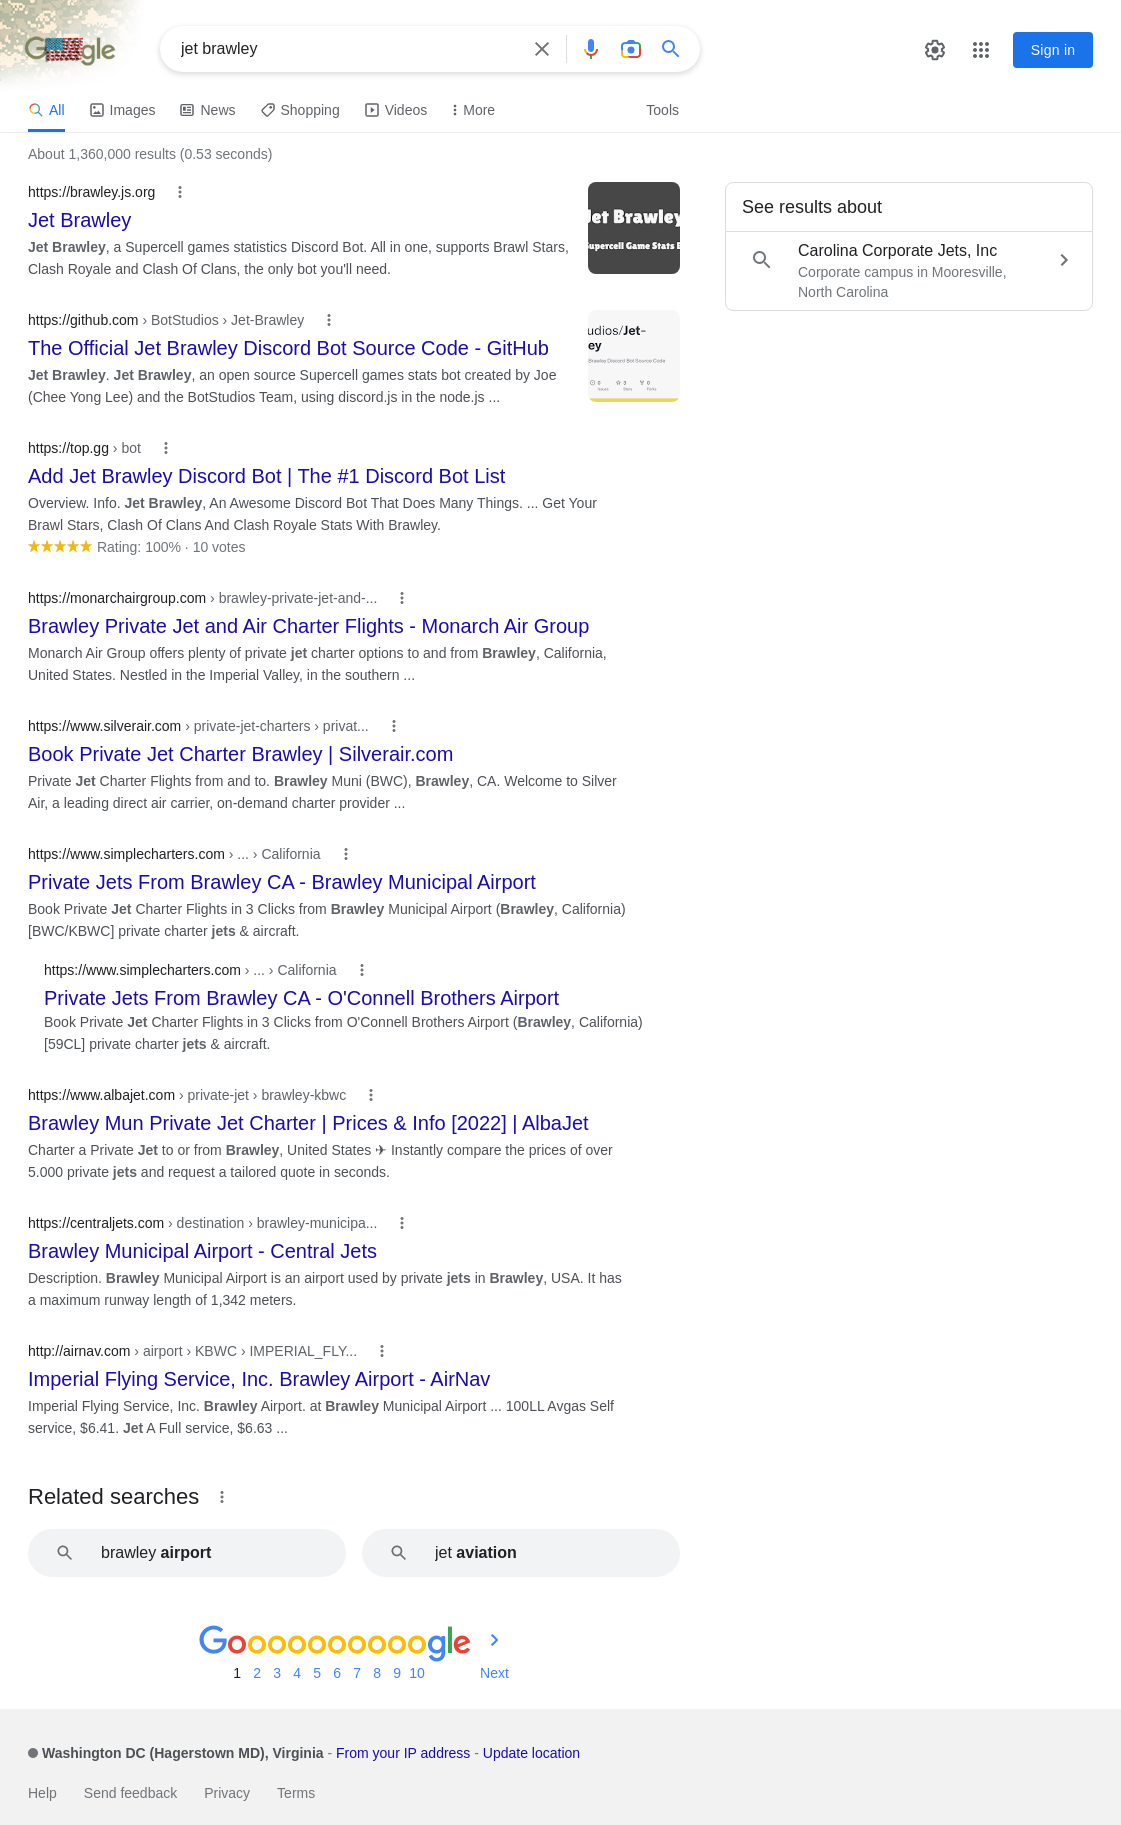 Google
jet brawley
Sign in
All
Images
News
Shopping
Videos
More
Tools
About 1,360,000 results (0.53 seconds)
https://brawley.js.org
Jet Brawley
Jet Brawley, a Supercell games statistics Discord Bot. All in one, supports Brawl Stars,
Clash Royale and Clash Of Clans, the only bot you'll need.
Jet Brawley
Supercell Game Stats B
https://github.com › BotStudios › Jet-Brawley
The Official Jet Brawley Discord Bot Source Code - GitHub
Jet Brawley. Jet Brawley, an open source Supercell games stats bot created by Joe
(Chee Yong Lee) and the BotStudios Team, using discord.js in the node.js ...
udios/Jet-
ey
Brawley Discord Bot Source Code
0 3 0
Issues Stars Forks
https://top.gg › bot
Add Jet Brawley Discord Bot | The #1 Discord Bot List
Overview. Info. Jet Brawley, An Awesome Discord Bot That Does Many Things. ... Get Your
Brawl Stars, Clash Of Clans And Clash Royale Stats With Brawley.
Rating: 100% · 10 votes
https://monarchairgroup.com › brawley-private-jet-and-...
Brawley Private Jet and Air Charter Flights - Monarch Air Group
Monarch Air Group offers plenty of private jet charter options to and from Brawley, California,
United States. Nestled in the Imperial Valley, in the southern ...
https://www.silverair.com › private-jet-charters › privat...
Book Private Jet Charter Brawley | Silverair.com
Private Jet Charter Flights from and to. Brawley Muni (BWC), Brawley, CA. Welcome to Silver
Air, a leading direct air carrier, on-demand charter provider ...
https://www.simplecharters.com › ... › California
Private Jets From Brawley CA - Brawley Municipal Airport
Book Private Jet Charter Flights in 3 Clicks from Brawley Municipal Airport (Brawley, California)
[BWC/KBWC] private charter jets & aircraft.
https://www.simplecharters.com › ... › California
Private Jets From Brawley CA - O'Connell Brothers Airport
Book Private Jet Charter Flights in 3 Clicks from O'Connell Brothers Airport (Brawley, California)
[59CL] private charter jets & aircraft.
https://www.albajet.com › private-jet › brawley-kbwc
Brawley Mun Private Jet Charter | Prices & Info [2022] | AlbaJet
Charter a Private Jet to or from Brawley, United States ✈ Instantly compare the prices of over
5.000 private jets and request a tailored quote in seconds.
https://centraljets.com › destination › brawley-municipa...
Brawley Municipal Airport - Central Jets
Description. Brawley Municipal Airport is an airport used by private jets in Brawley, USA. It has
a maximum runway length of 1,342 meters.
http://airnav.com › airport › KBWC › IMPERIAL_FLY...
Imperial Flying Service, Inc. Brawley Airport - AirNav
Imperial Flying Service, Inc. Brawley Airport. at Brawley Municipal Airport ... 100LL Avgas Self
service, $6.41. Jet A Full service, $6.63 ...
See results about
Carolina Corporate Jets, Inc
Corporate campus in Mooresville,
North Carolina
Related searches
brawley airport
jet aviation
Goooooooooogle
1 2 3 4 5 6 7 8 9 10 Next
Washington DC (Hagerstown MD), Virginia - From your IP address - Update location
Help Send feedback Privacy Terms